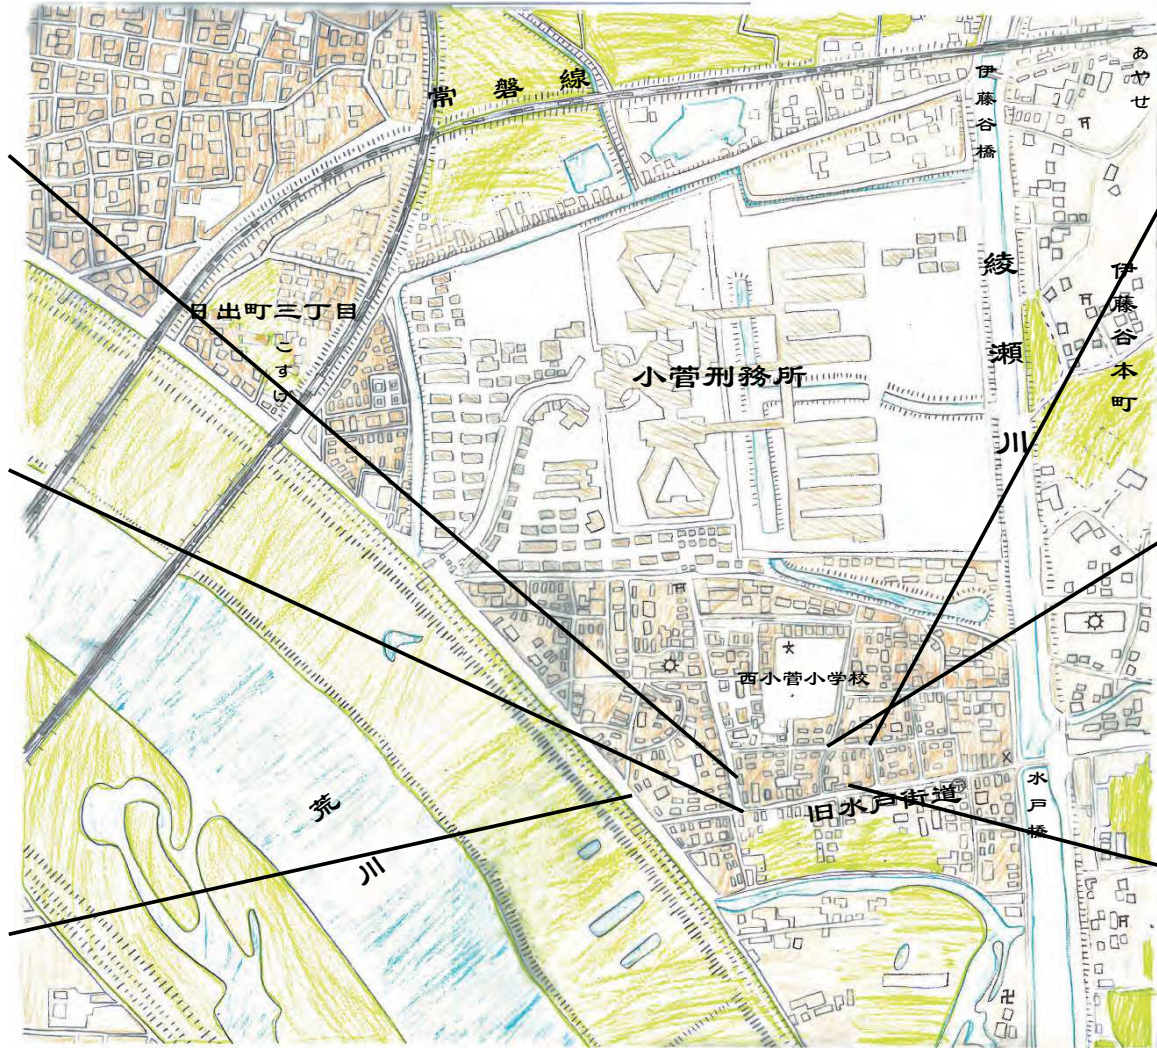 常磐線
あやせ
伊藤谷橋
綾瀬川
伊藤谷本町
日出町三丁目
こすげ
小菅刑務所
西小菅小学校
旧水戸街道
水戸橋
荒川